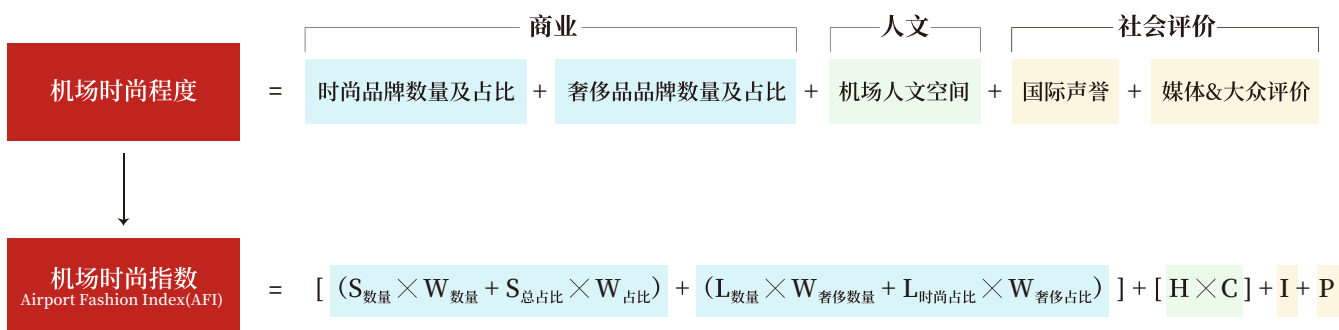 商业 人文 社会评价
机场时尚程度 = 时尚品牌数量及占比 + 奢侈品品牌数量及占比 + 机场人文空间 + 国际声誉 + 媒体&大众评价
机场时尚指数 = [ (S数量 × W数量 + S总占比 × W占比) + (L数量 × W奢侈数量 + L时尚占比 × W奢侈占比) ] + [ H × C ] + I + P
Airport Fashion Index(AFI)